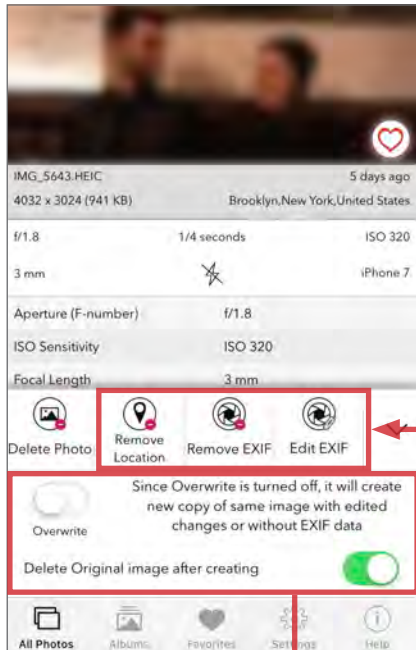 IMG_5643.HEIC 5 days ago
4032 x 3024 (941 KB) Brooklyn,New York,United States
f/1.8 1/4 seconds ISO 320
3 mm iPhone 7
Aperture (F-number) f/1.8
ISO Sensitivity ISO 320
Focal Length 3 mm
Delete Photo Remove Location Remove EXIF Edit EXIF
Since Overwrite is turned off, it will create
new copy of same image with edited
changes or without EXIF data
Overwrite
Delete Original image after creating
All Photos Albums Favorites Settings Help